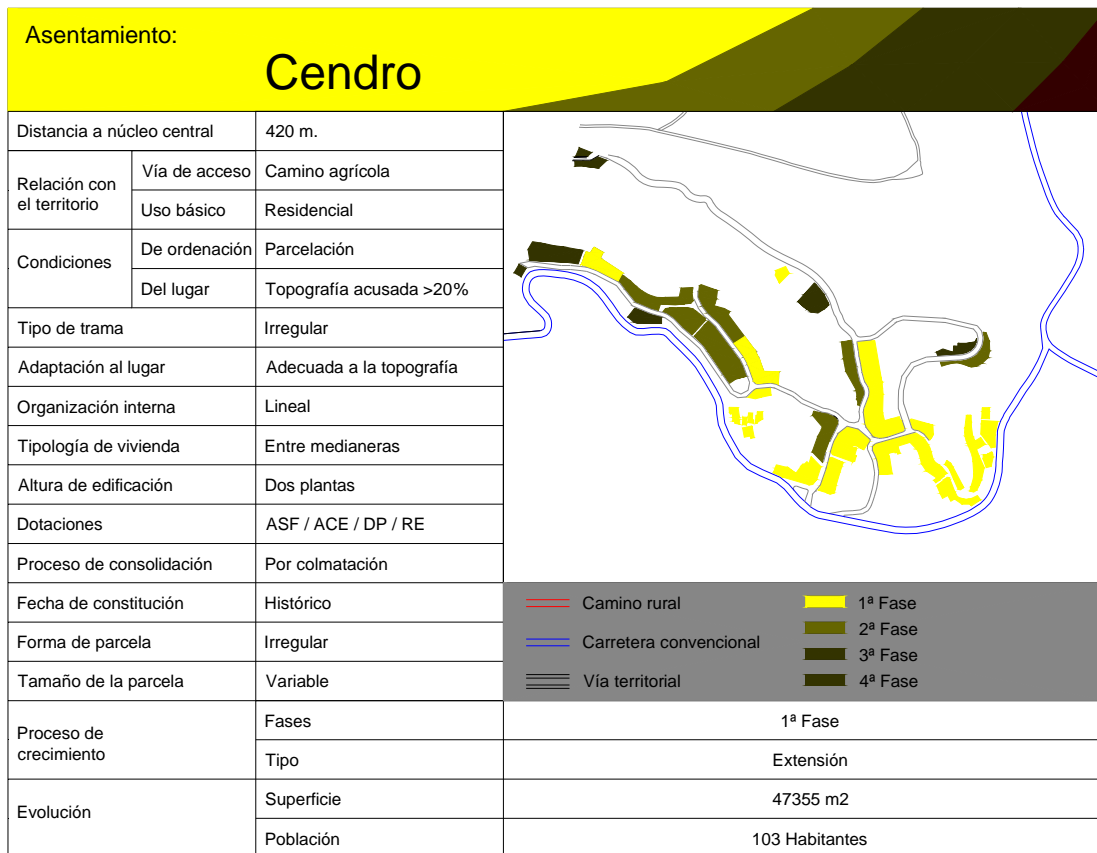 Asentamiento:
Cendro
Distancia a núcleo central 420 m.
Relación con el territorio Vía de acceso Camino agrícola
Uso básico Residencial
Condiciones De ordenación Parcelación
Del lugar Topografía acusada >20%
Tipo de trama Irregular
Adaptación al lugar Adecuada a la topografía
Organización interna Lineal
Tipología de vivienda Entre medianeras
Altura de edificación Dos plantas
Dotaciones ASF / ACE / DP / RE
Proceso de consolidación Por colmatación
Fecha de constitución Histórico
Forma de parcela Irregular
Tamaño de la parcela Variable
Camino rural
Carretera convencional
Vía territorial
1ª Fase
2ª Fase
3ª Fase
4ª Fase
Proceso de crecimiento Fases 1ª Fase
Tipo Extensión
Evolución Superficie 47355 m2
Población 103 Habitantes